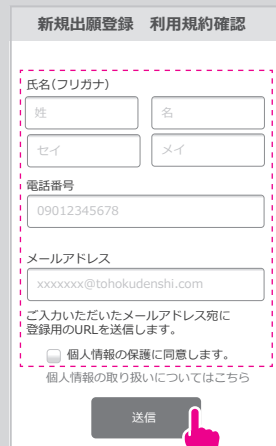 新規出願登録　利用規約確認
氏名(フリガナ)
姓　名
セイ　メイ
電話番号
09012345678
メールアドレス
xxxxxxx@tohokudenshi.com
ご入力いただいたメールアドレス宛に
登録用のURLを送信します。
個人情報の保護に同意します。
個人情報の取り扱いについてはこちら
送信